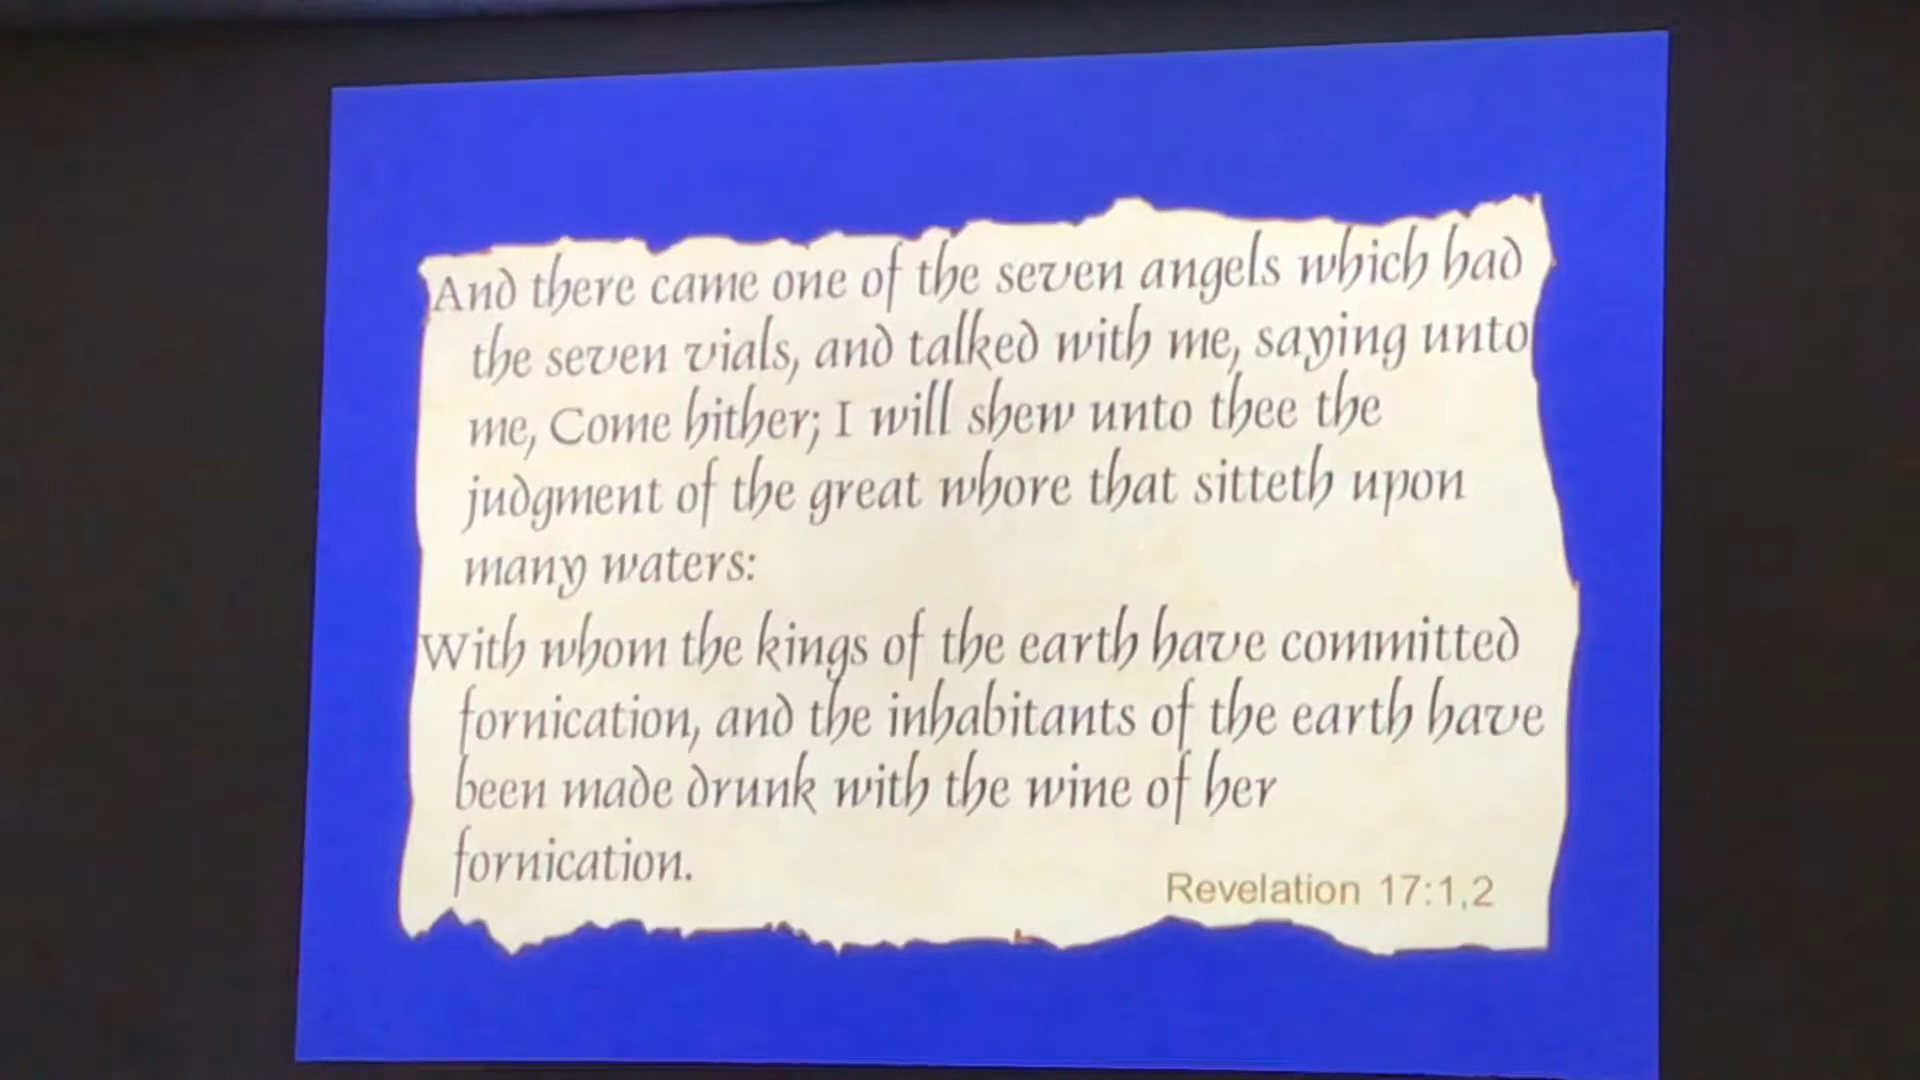 And there came one of the seven angels which had
the seven vials, and talked with me, saying unto
me, Come hither; I will shew unto thee the
judgment of the great whore that sitteth upon
many waters:
With whom the kings of the earth have committed
fornication, and the inhabitants of the earth have
been made drunk with the wine of her
fornication.
Revelation 17:1,2